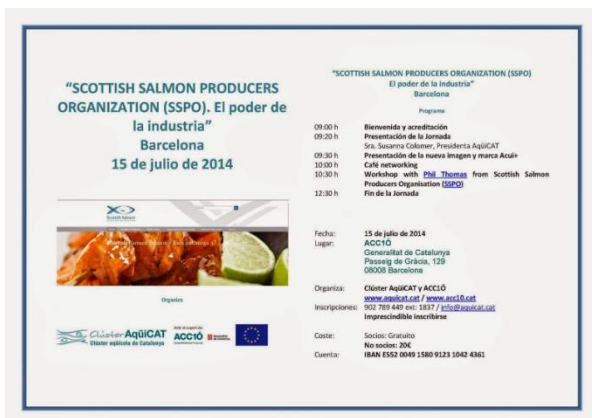 “SCOTTISH SALMON PRODUCERS
ORGANIZATION (SSPO). El poder de
la industria”
Barcelona
15 de julio de 2014
Scottish Salmon
Organiza
Clúster AqüiCAT
Clúster aqüícola de Catalunya
ACC1Ó
“SCOTTISH SALMON PRODUCERS ORGANIZATION (SSPO)
El poder de la industria”
Barcelona
Programa
09:00 h Bienvenida y acreditación
09:20 h Presentación de la Jornada
Sra. Susanna Colomer, Presidenta AqüiCAT
09:30 h Presentación de la nueva imagen y marca Acui+
10:00 h Café networking
10:30 h Workshop with Phil Thomas from Scottish Salmon
Producers Organisation (SSPO)
12:30 h Fin de la Jornada
Fecha: 15 de julio de 2014
Lugar: ACC1Ó
Generalitat de Catalunya
Passeig de Gràcia, 129
08008 Barcelona
Organiza: Clúster AqüiCAT y ACC1Ó
www.aquicat.cat / www.acc10.cat
Inscripciones: 902 789 449 ext: 1837 / info@aquicat.cat
Imprescindible inscribirse
Coste: Socios: Gratuito
No socios: 20€
Cuenta: IBAN ES52 0049 1580 9123 1042 4361